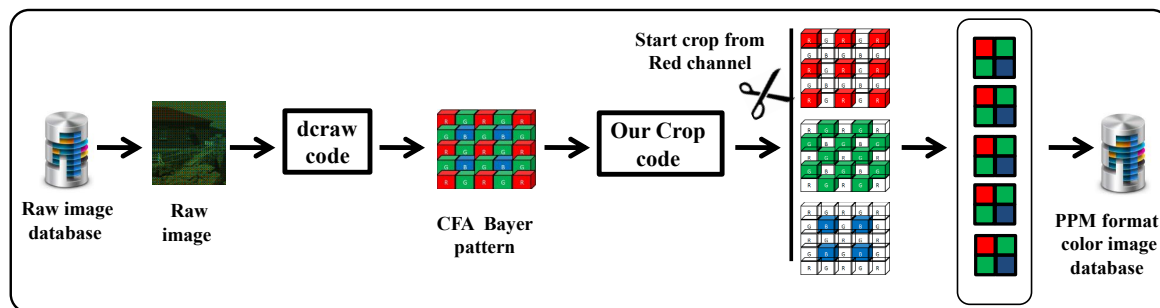 Raw image
database
Raw
image
dcraw
code
R G R G R
G B G B G
R G R G R
G B G B G
R G R G R
CFA Bayer
pattern
Our Crop
code
Start crop from
Red channel
R G R G R
G B G B G
R G R G R
G B G B G
R G R G R
R G R G R
G B G B G
R G R G R
G B G B G
R G R G R
R G R G R
G B G B G
R G R G R
G B G B G
R G R G R
PPM format
color image
database